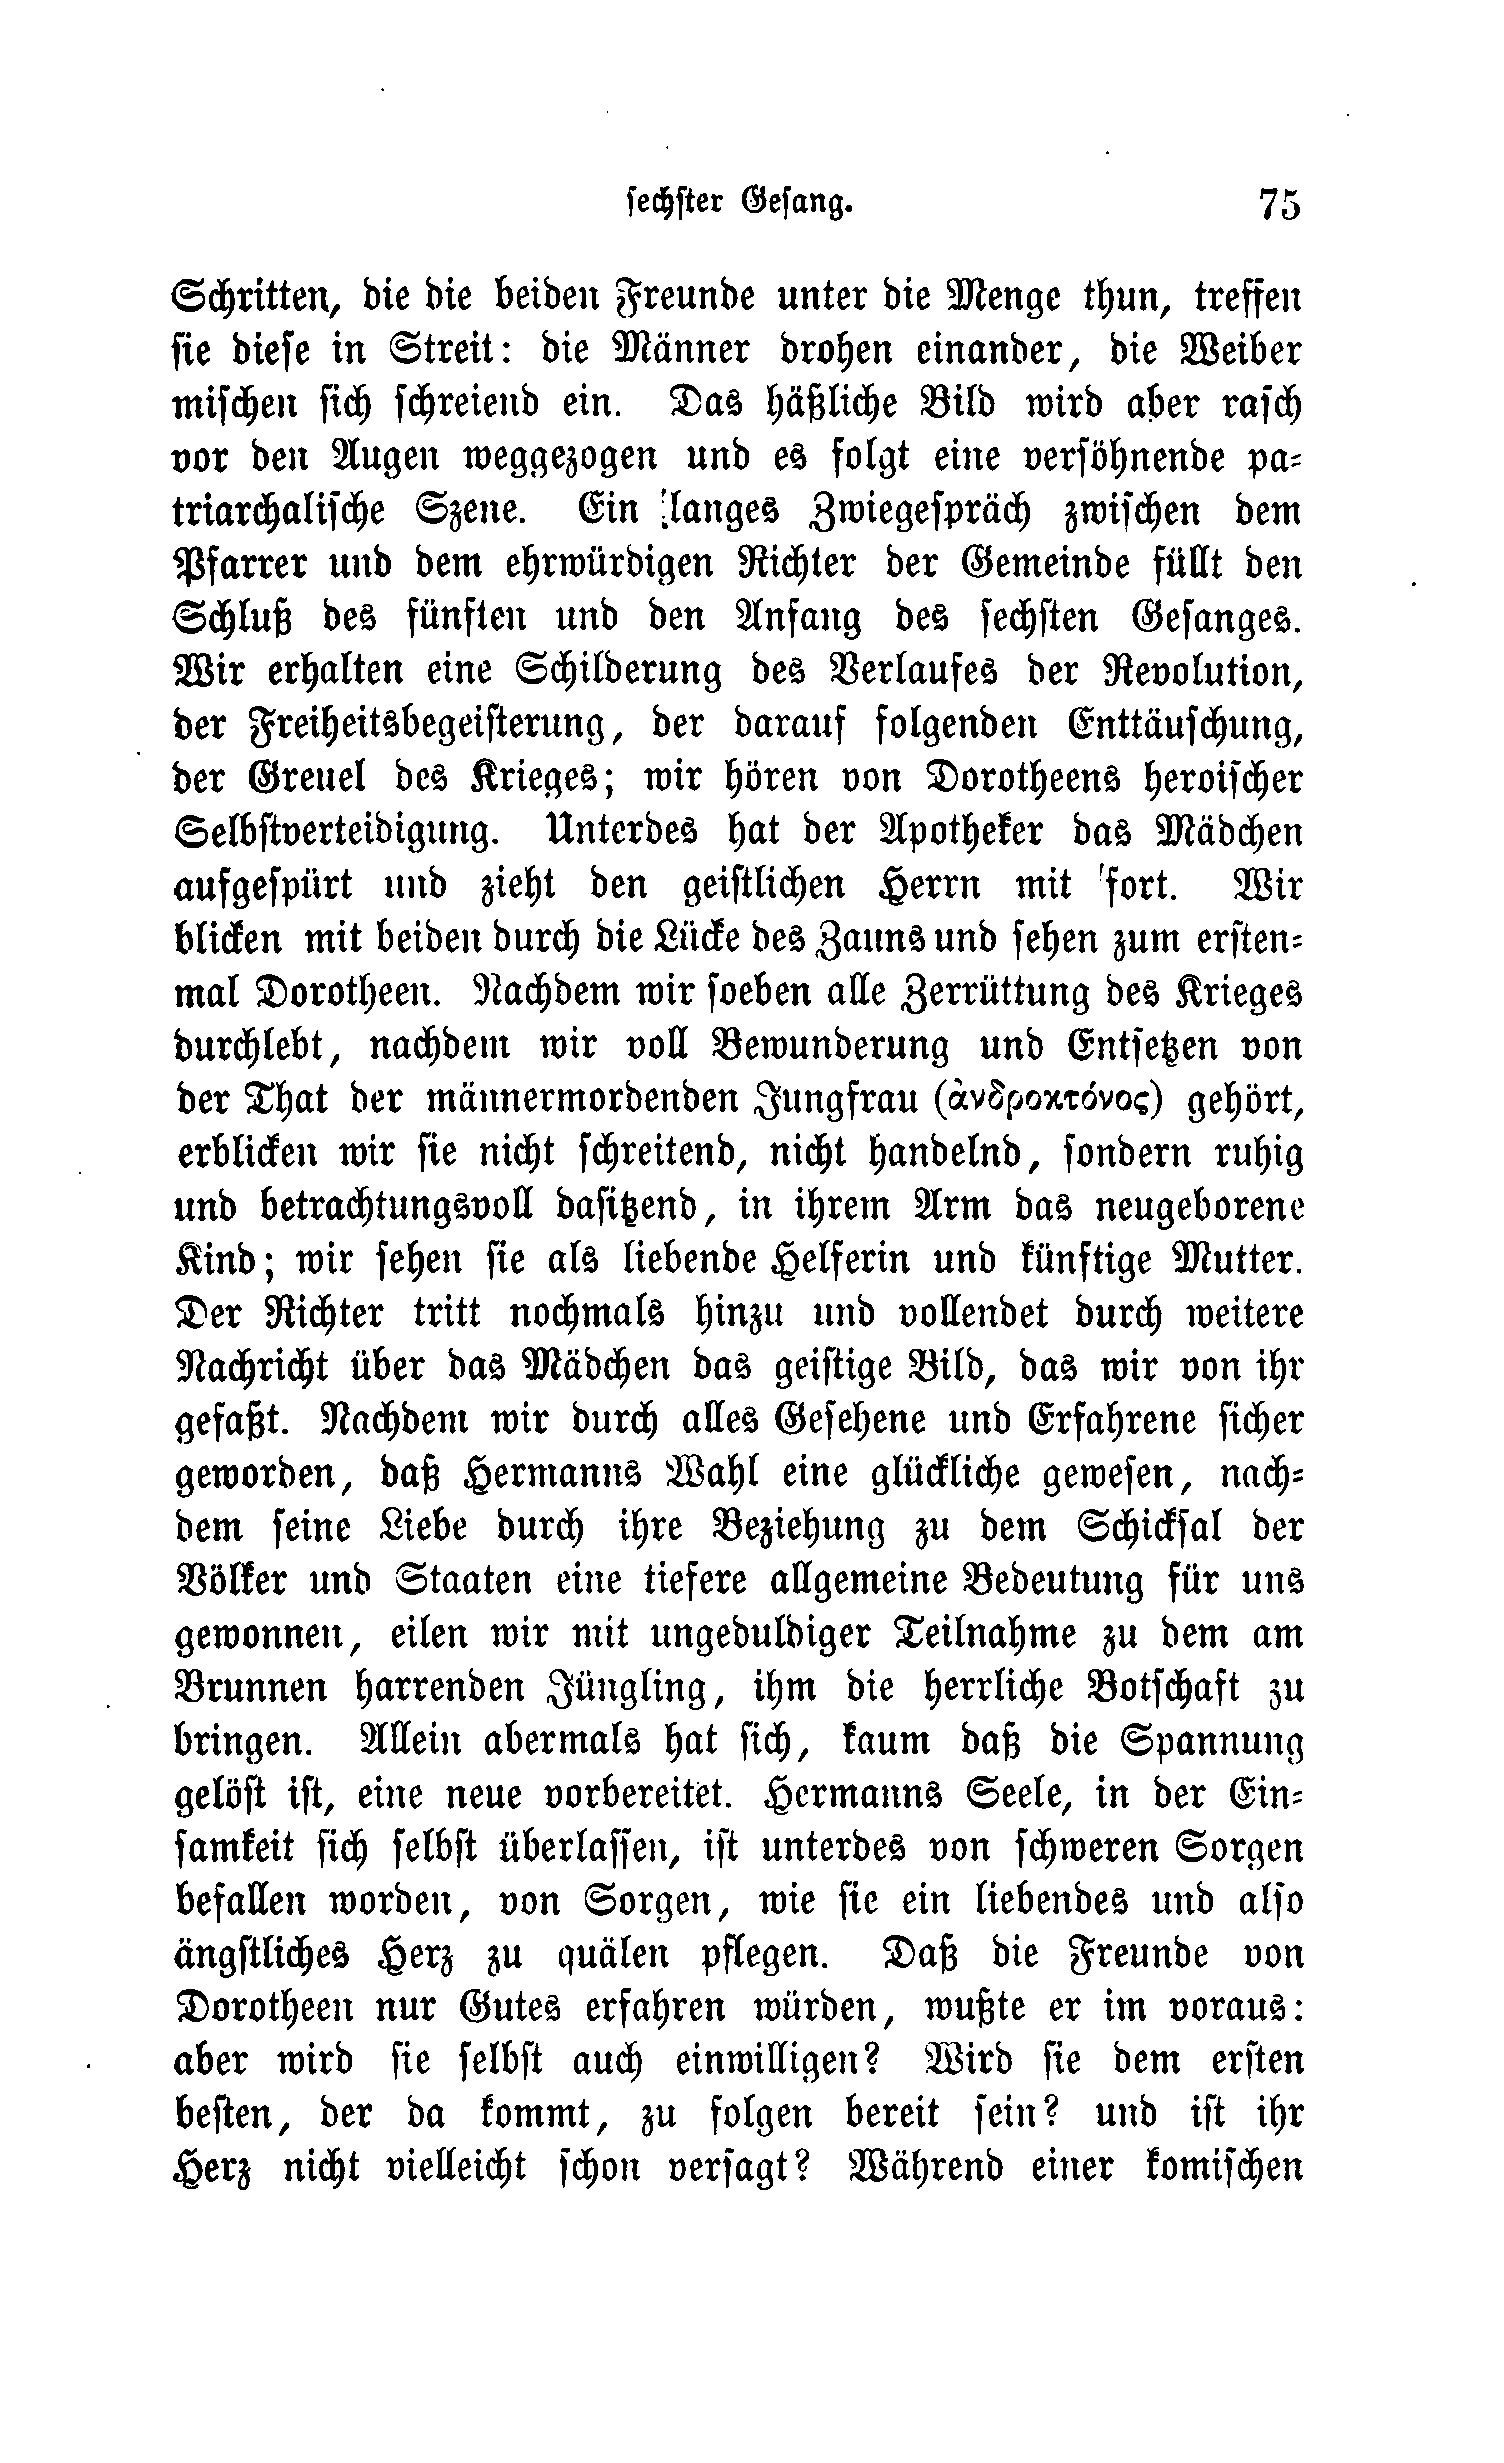 sechster Gesang. 75
Schritten, die die beiden Freunde unter die Menge thun, treffen
sie diese in Streit: die Männer drohen einander, die Weiber
mischen sich schreiend ein. Das häßliche Bild wird aber rasch
vor den Augen weggezogen und es folgt eine versöhnende pa-
triarchalische Szene. Ein langes Zwiegespräch zwischen dem
Pfarrer und dem ehrwürdigen Richter der Gemeinde füllt den
Schluß des fünften und den Anfang des sechsten Gesanges.
Wir erhalten eine Schilderung des Verlaufes der Revolution,
der Freiheitsbegeisterung, der darauf folgenden Enttäuschung,
der Greuel des Krieges; wir hören von Dorotheens heroischer
Selbstverteidigung. Unterdes hat der Apotheker das Mädchen
aufgespürt und zieht den geistlichen Herrn mit fort. Wir
blicken mit beiden durch die Lücke des Zauns und sehen zum ersten-
mal Dorotheen. Nachdem wir soeben alle Zerrüttung des Krieges
durchlebt, nachdem wir voll Bewunderung und Entsetzen von
der That der männermordenden Jungfrau (ἀνδροκτόνος) gehört,
erblicken wir sie nicht schreitend, nicht handelnd, sondern ruhig
und betrachtungsvoll dasitzend, in ihrem Arm das neugeborene
Kind; wir sehen sie als liebende Helferin und künftige Mutter.
Der Richter tritt nochmals hinzu und vollendet durch weitere
Nachricht über das Mädchen das geistige Bild, das wir von ihr
gefaßt. Nachdem wir durch alles Gesehene und Erfahrene sicher
geworden, daß Hermanns Wahl eine glückliche gewesen, nach-
dem seine Liebe durch ihre Beziehung zu dem Schicksal der
Völker und Staaten eine tiefere allgemeine Bedeutung für uns
gewonnen, eilen wir mit ungeduldiger Teilnahme zu dem am
Brunnen harrenden Jüngling, ihm die herrliche Botschaft zu
bringen. Allein abermals hat sich, kaum daß die Spannung
gelöst ist, eine neue vorbereitet. Hermanns Seele, in der Ein-
samkeit sich selbst überlassen, ist unterdes von schweren Sorgen
befallen worden, von Sorgen, wie sie ein liebendes und also
ängstliches Herz zu quälen pflegen. Daß die Freunde von
Dorotheen nur Gutes erfahren würden, wußte er im voraus:
aber wird sie selbst auch einwilligen? Wird sie dem ersten
besten, der da kommt, zu folgen bereit sein? und ist ihr
Herz nicht vielleicht schon versagt? Während einer komischen